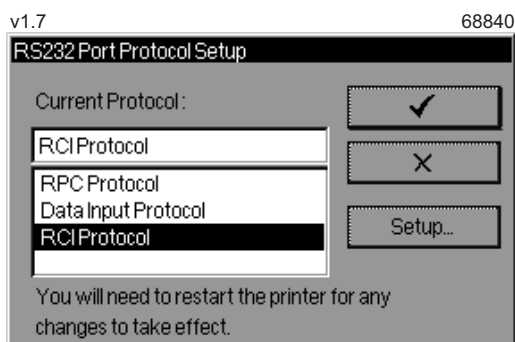 v1.7 68840
RS232 Port Protocol Setup
Current Protocol:
RCI Protocol
RPC Protocol
Data Input Protocol
RCI Protocol
Setup...
You will need to restart the printer for any
changes to take effect.